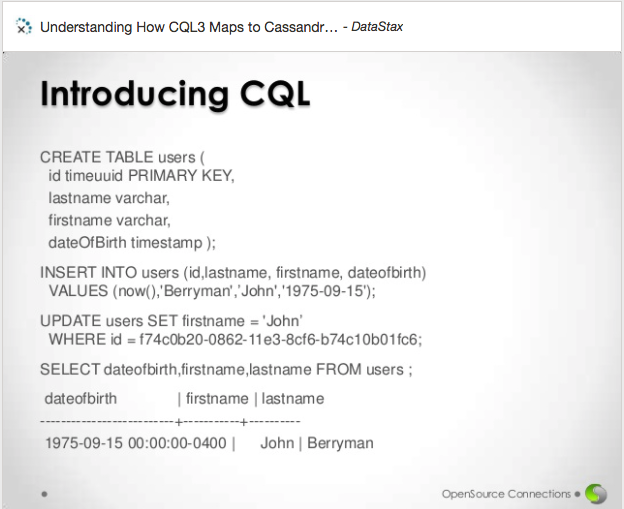 Understanding How CQL3 Maps to Cassandr... - DataStax
Introducing CQL
CREATE TABLE users (
id timeuuid PRIMARY KEY,
lastname varchar,
firstname varchar,
dateOfBirth timestamp );
INSERT INTO users (id,lastname, firstname, dateofbirth)
VALUES (now(),'Berryman','John','1975-09-15');
UPDATE users SET firstname = 'John’
WHERE id = f74c0b20-0862-11e3-8cf6-b74c10b01fc6;
SELECT dateofbirth,firstname,lastname FROM users ;
dateofbirth | firstname | lastname
--------------------------+-----------+----------
1975-09-15 00:00:00-0400 | John | Berryman
OpenSource Connections